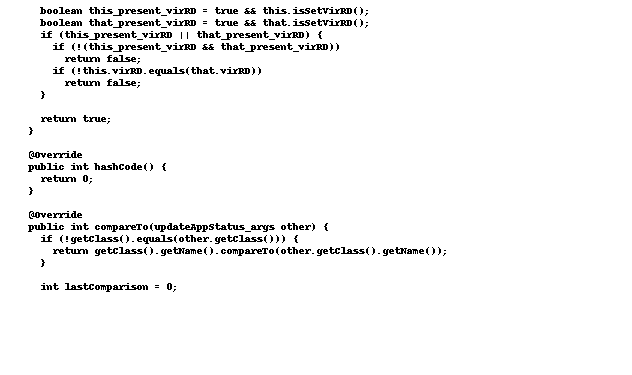 boolean this_present_virRD = true && this.isSetVirRD();
boolean that_present_virRD = true && that.isSetVirRD();
if (this_present_virRD || that_present_virRD) {
if (!(this_present_virRD && that_present_virRD))
return false;
if (!this.virRD.equals(that.virRD))
return false;
}
return true;
}
@Override
public int hashCode() {
return 0;
}
@Override
public int compareTo(updateAppStatus_args other) {
if (!getClass().equals(other.getClass())) {
return getClass().getName().compareTo(other.getClass().getName());
}
int lastComparison = 0;